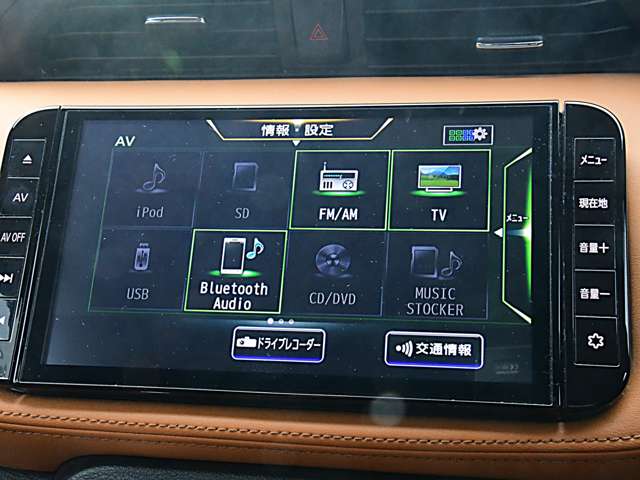 情報・設定
AV
iPod
SD
FM/AM
TV
メニュー
USB
Bluetooth
Audio
CD/DVD
MUSIC
STOCKER
ドライブレコーダー
交通情報
AV
AV OFF
メニュー
現在地
音量＋
音量ー